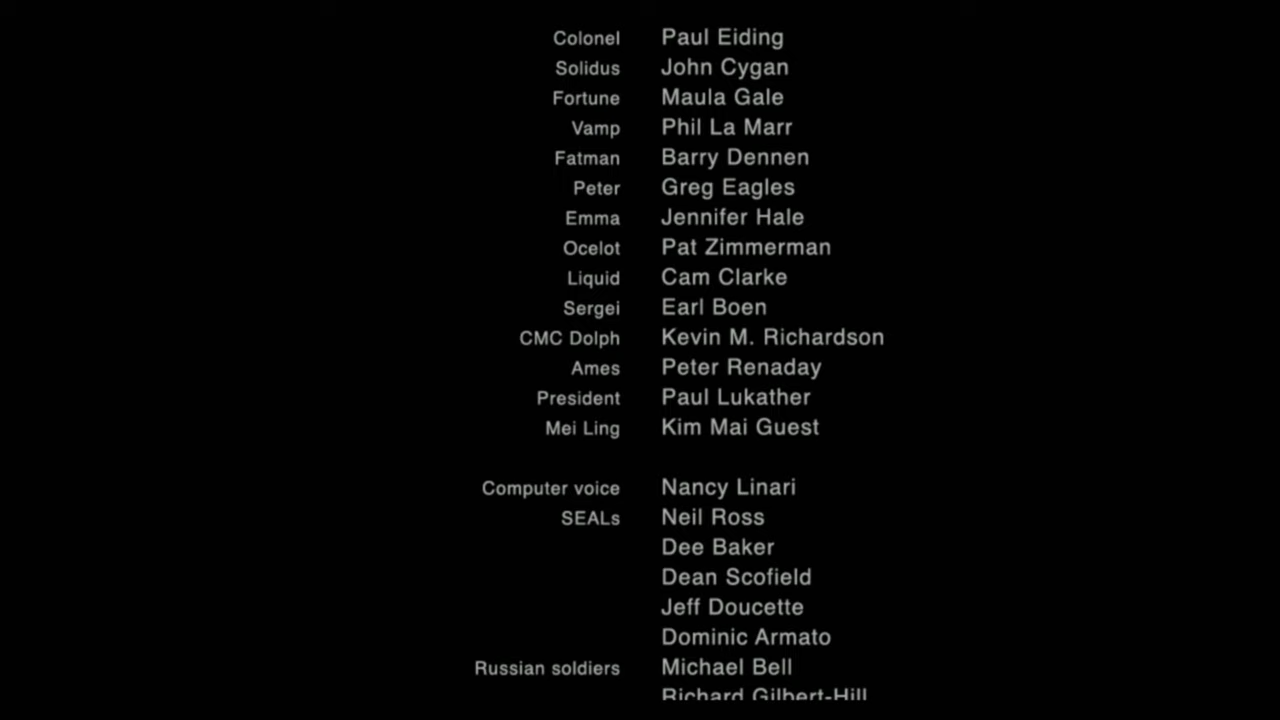 Colonel Paul Eiding
Solidus John Cygan
Fortune Maula Gale
Vamp Phil La Marr
Fatman Barry Dennen
Peter Greg Eagles
Emma Jennifer Hale
Ocelot Pat Zimmerman
Liquid Cam Clarke
Sergei Earl Boen
CMC Dolph Kevin M. Richardson
Ames Peter Renaday
President Paul Lukather
Mei Ling Kim Mai Guest
Computer voice Nancy Linari
SEALs Neil Ross
Dee Baker
Dean Scofield
Jeff Doucette
Dominic Armato
Russian soldiers Michael Bell
Richard Gilbert-Hill